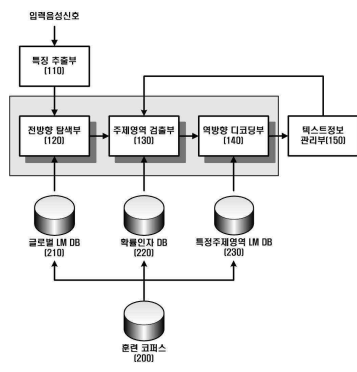 입력음성신호
특징 추출부
(110)
전방향 탐색부
(120)
주제영역 검출부
(130)
역방향 디코딩부
(140)
텍스트정보
관리부(150)
글로벌 LM DB
(210)
확률인자 DB
(220)
특정주제영역 LM DB
(230)
훈련 코퍼스
(200)